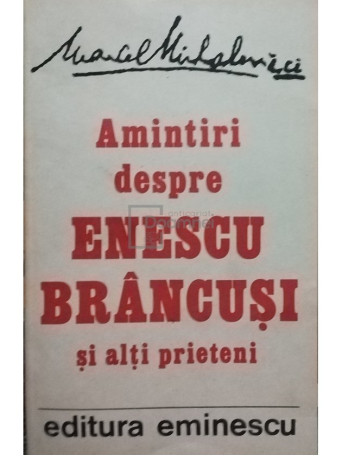 Marcel Mihalovici
Amintiri
despre
ENESCU
BRÂNCUȘI
și alți prieteni
editura eminescu